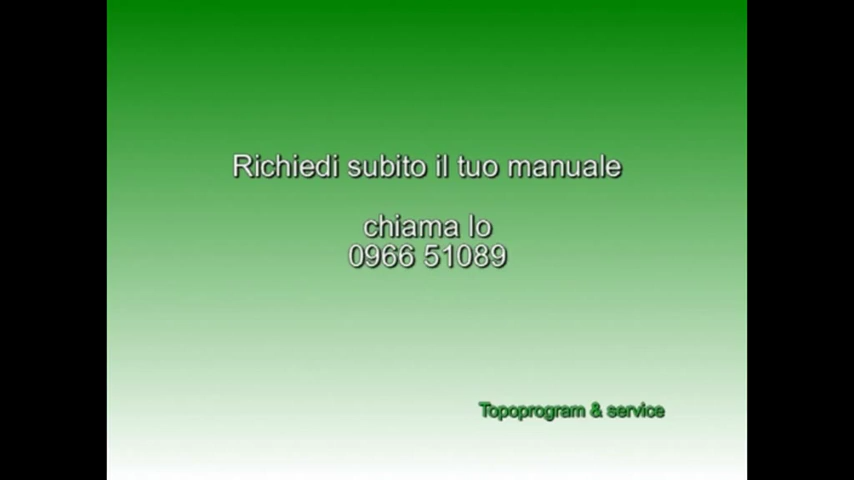 Richiedi subito il tuo manuale
chiama lo
0966 51089
Topoprogram & service